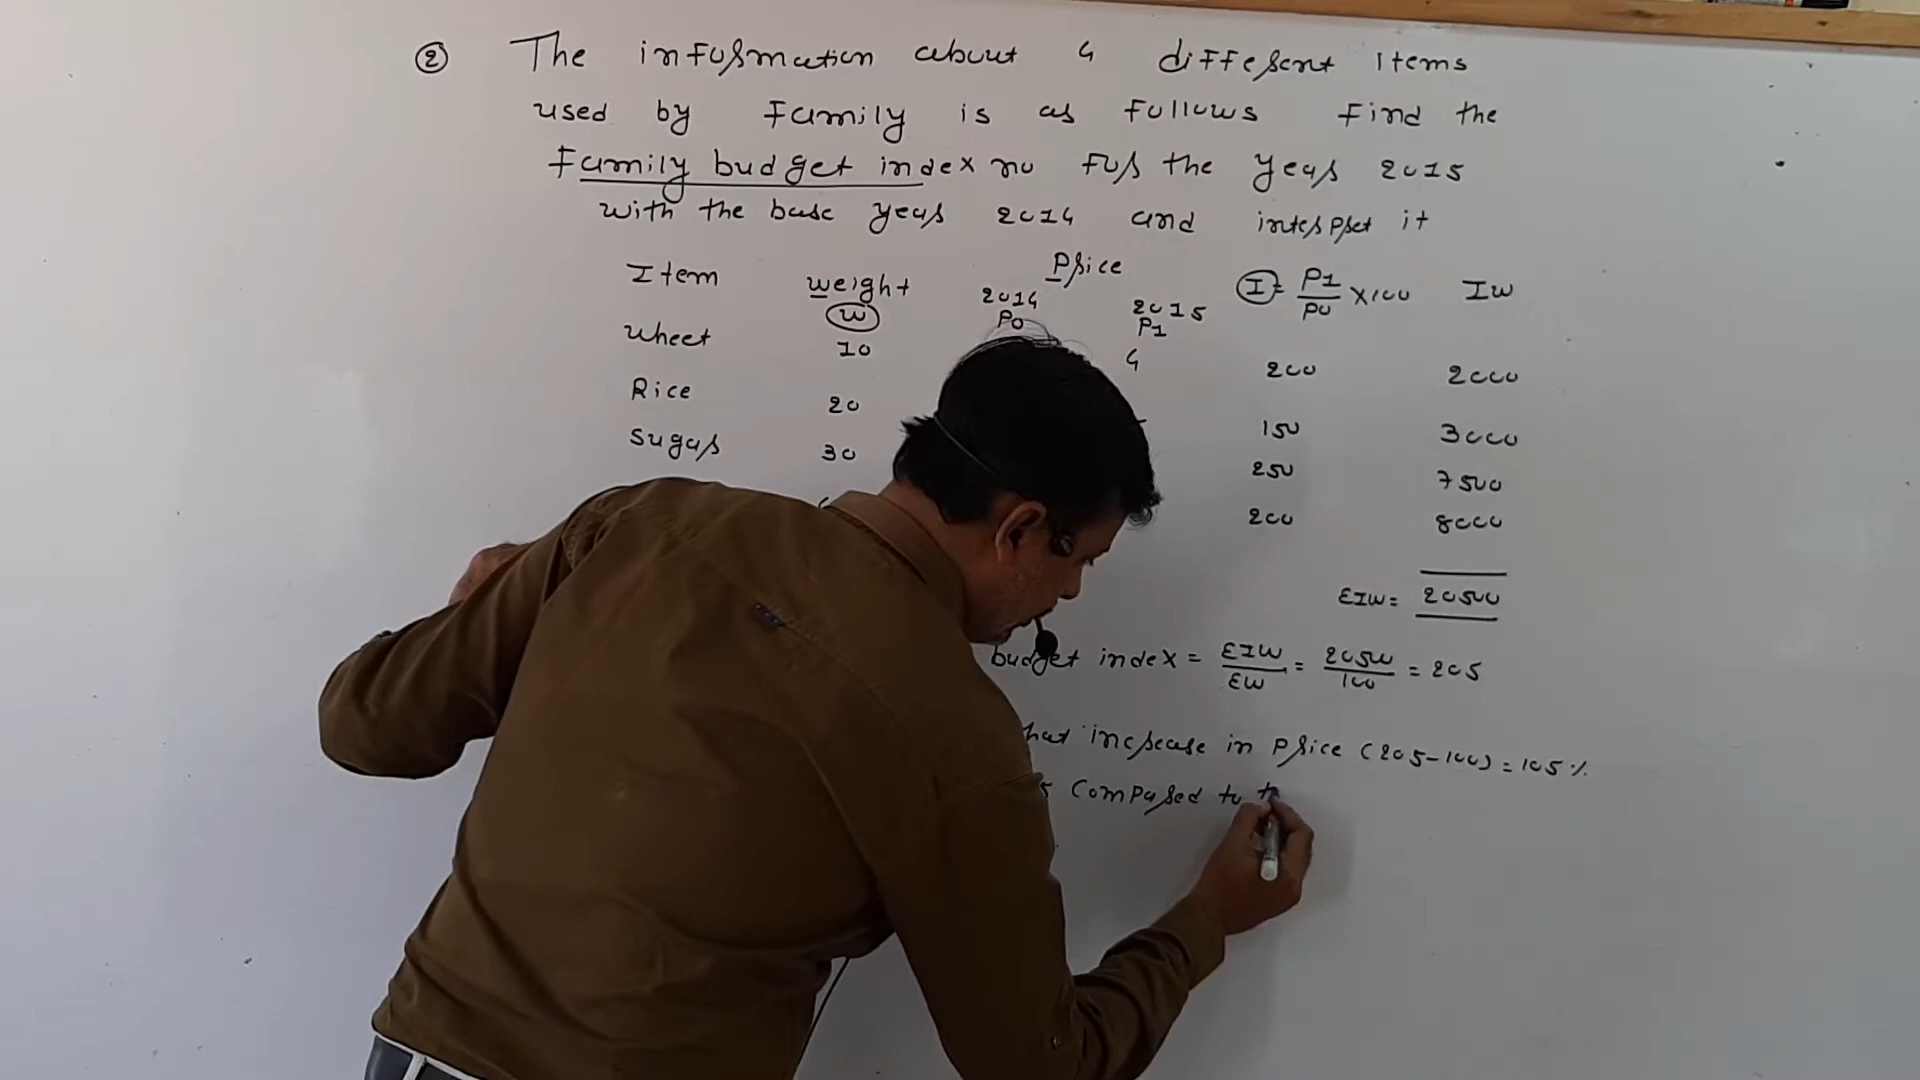 ② The information about 4 different items
used by Family is as Follows Find the
Family budget index no For the year 2015
with the base year 2014 and interpret it
Item weight Price I = P1/P0 ×100 IW
W 2014 2015
P0 P1
Wheet 10 4 200 2000
Rice 20 150 3000
Sugar 30 250 7500
200 8000
ΣIW = 20500
budget index = ΣIW/ΣW = 20500/100 = 205
increase in Price (205-100) = 105%
Compared to